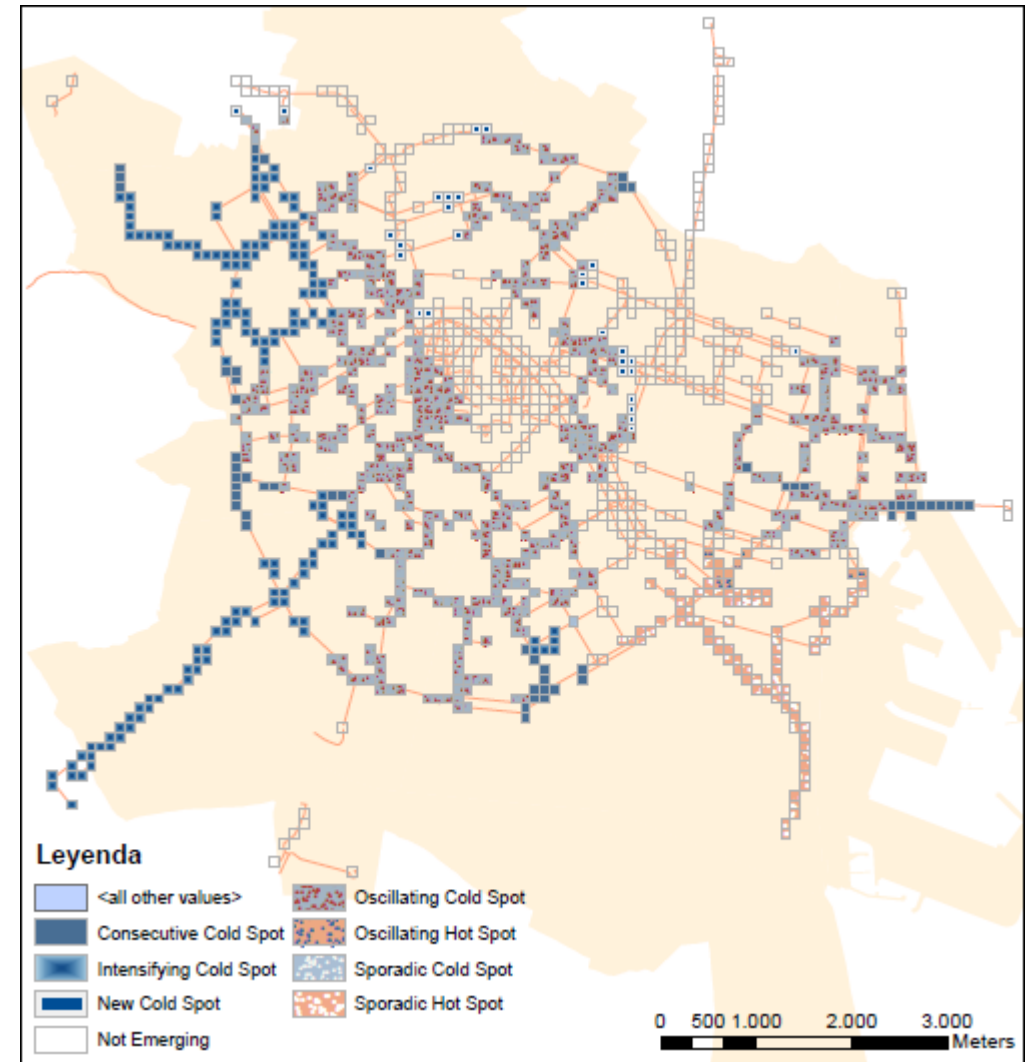 Leyenda
<all other values>
Consecutive Cold Spot
Intensifying Cold Spot
New Cold Spot
Not Emerging
Oscillating Cold Spot
Oscillating Hot Spot
Sporadic Cold Spot
Sporadic Hot Spot
0 500 1.000 2.000 3.000
Meters